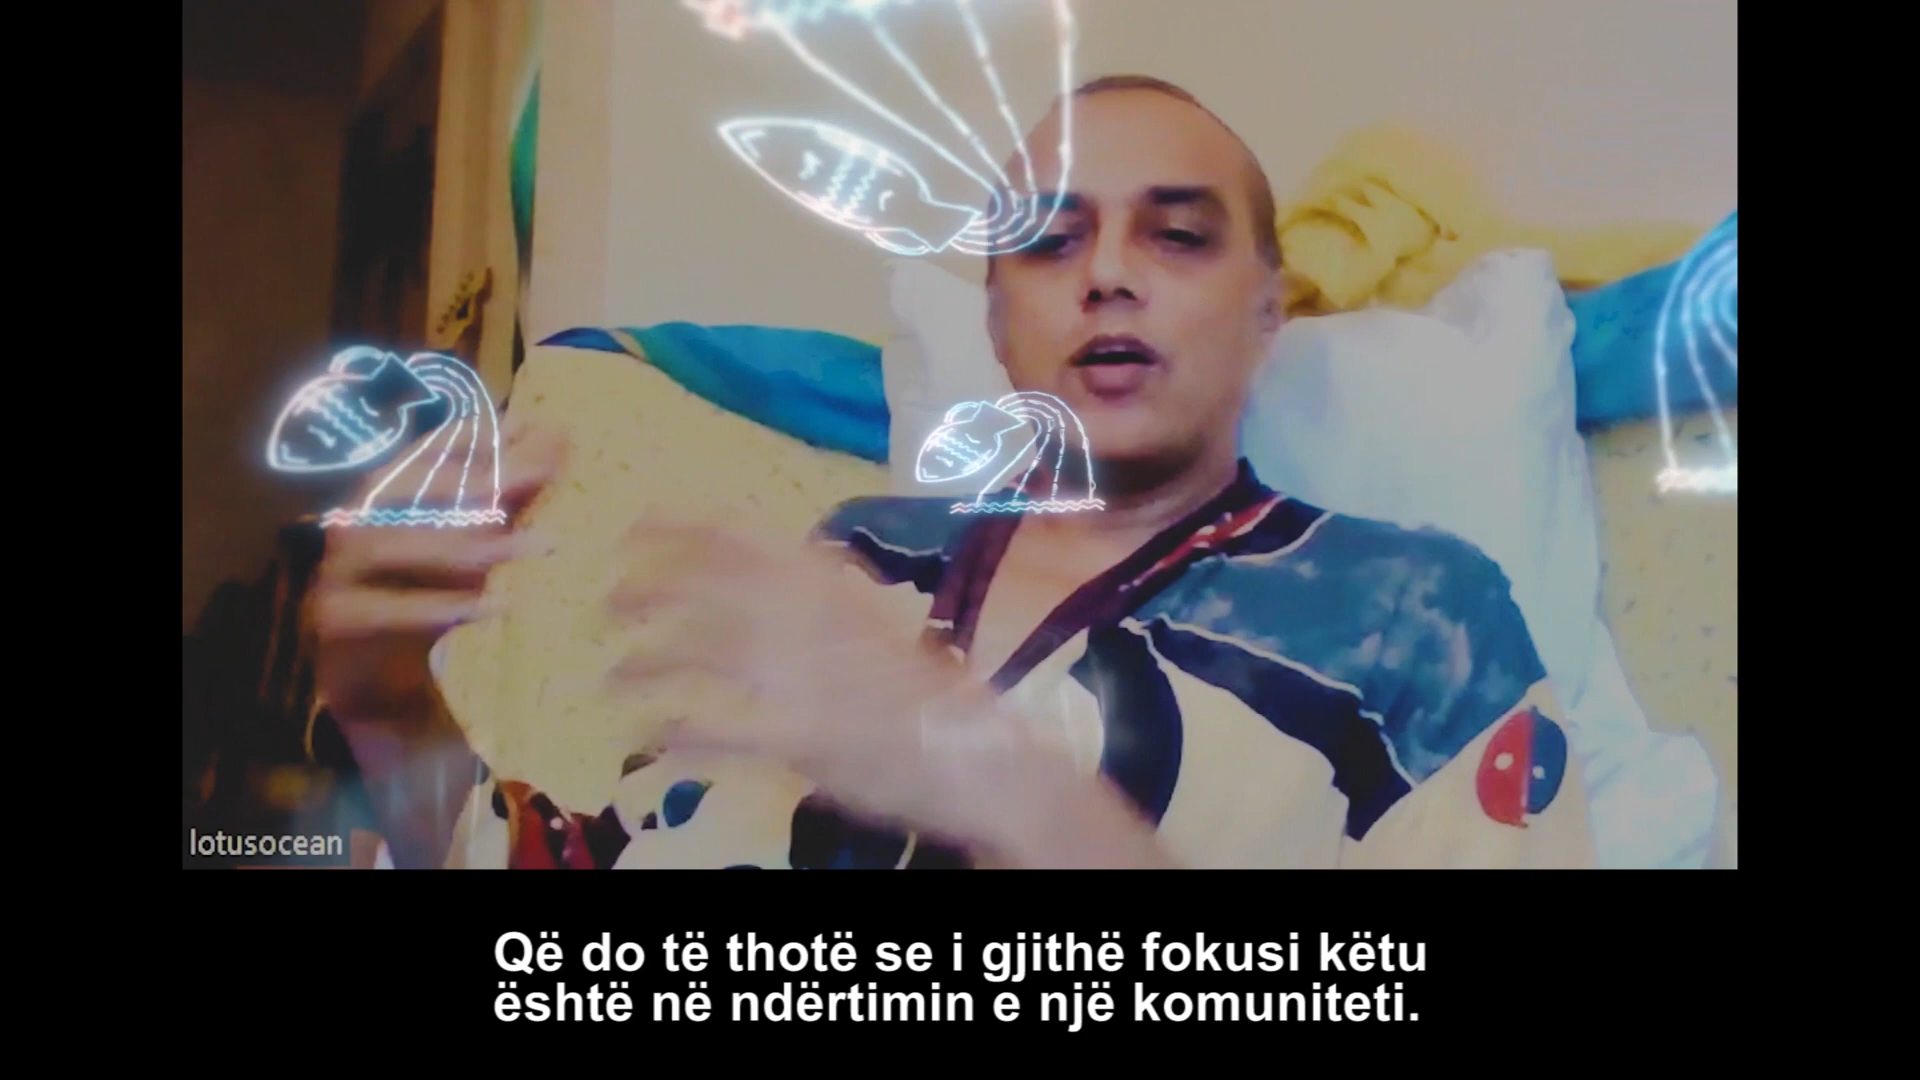 lotusocean
Që do të thotë se i gjithë fokusi këtu
është në ndërtimin e një komuniteti.